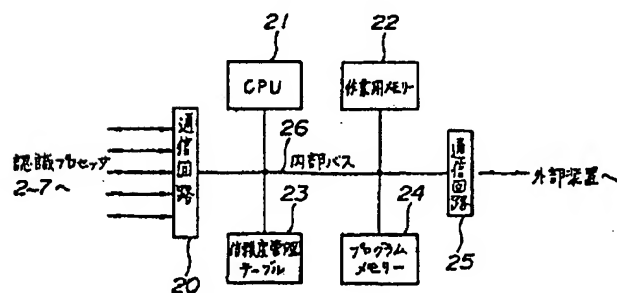 21
22
CPU
作業用メモリー
通信回路
26
内部バス
通信回路
認識プロセッサ
2~7へ
外部装置へ
23
24
信頼度管理
テーブル
プログラム
メモリー
20
25